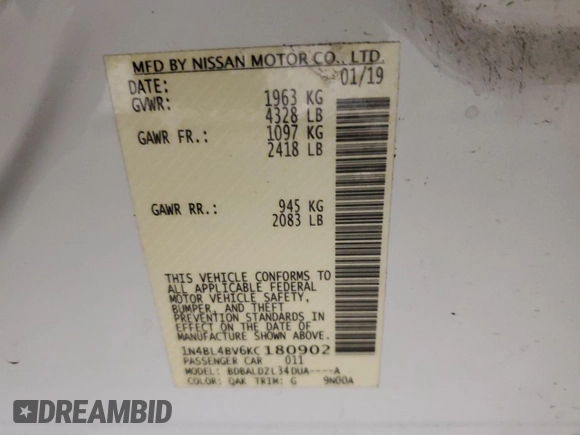 MFD BY NISSAN MOTOR CO., LTD.
DATE: 01/19
GVWR: 1963 KG
4328 LB
GAWR FR.: 1097 KG
2418 LB
GAWR RR.: 945 KG
2083 LB
THIS VEHICLE CONFORMS TO
ALL APPLICABLE FEDERAL
MOTOR VEHICLE SAFETY,
BUMPER, AND THEFT
PREVENTION STANDARDS IN
EFFECT ON THE DATE OF
MANUFACTURE SHOWN ABOVE.
1N4BL4BV6KC180902
PASSENGER CAR 011
MODEL: BDBALDZL34DUA----A
COLOR: QAK TRIM: G 9N00A
DREAMBID